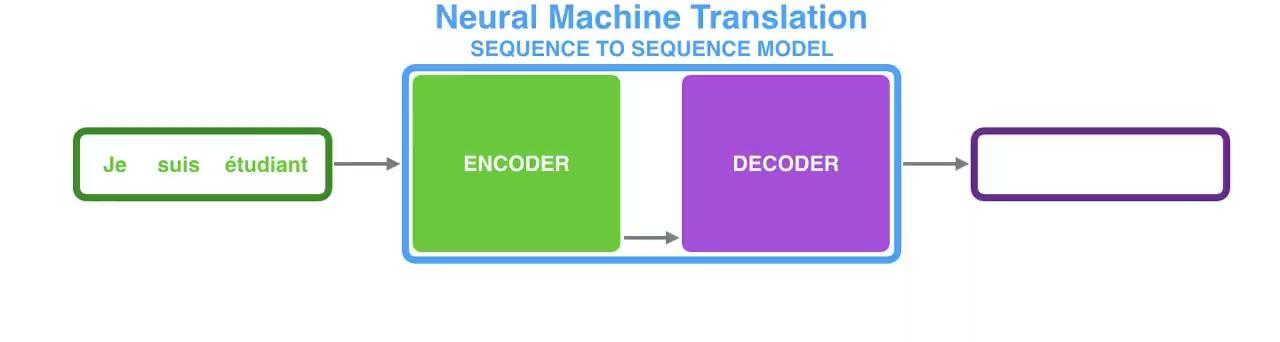 Neural Machine Translation
SEQUENCE TO SEQUENCE MODEL
Je suis étudiant
ENCODER
DECODER